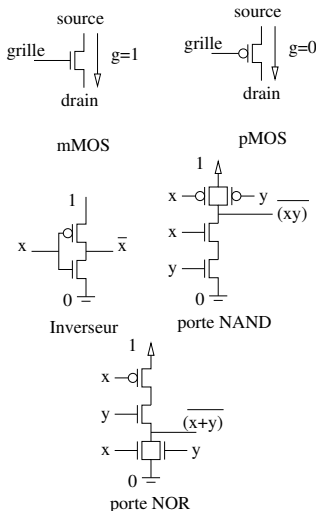 source source
grille g=1 grille g=0
drain drain
mMOS pMOS
1 1
x y
x x̅ x (xy)
y
0 0
Inverseur porte NAND
1
x
y (x+y)
x y
0
porte NOR